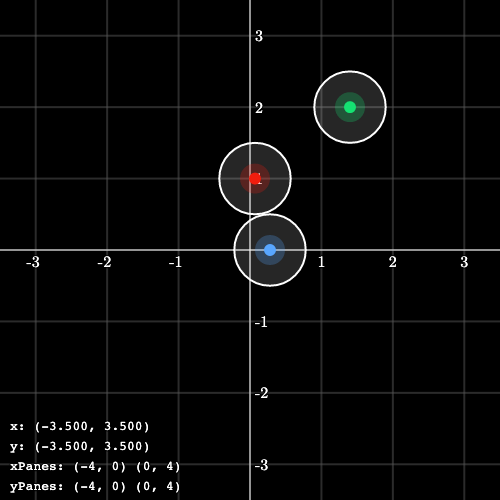 3
2
1
-3 -2 -1 1 2 3
-1
-2
-3
x: (-3.500, 3.500)
y: (-3.500, 3.500)
xPanes: (-4, 0) (0, 4)
yPanes: (-4, 0) (0, 4)